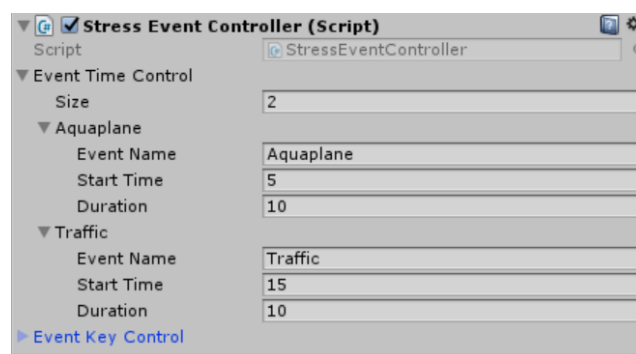 Stress Event Controller (Script)
Script StressEventController
Event Time Control
Size 2
Aquaplane
Event Name Aquaplane
Start Time 5
Duration 10
Traffic
Event Name Traffic
Start Time 15
Duration 10
Event Key Control